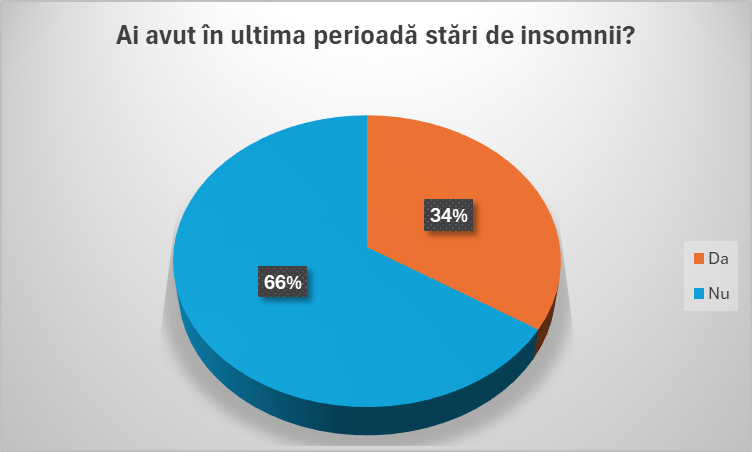 Ai avut în ultima perioadă stări de insomnii?
34%
66%
Da
Nu